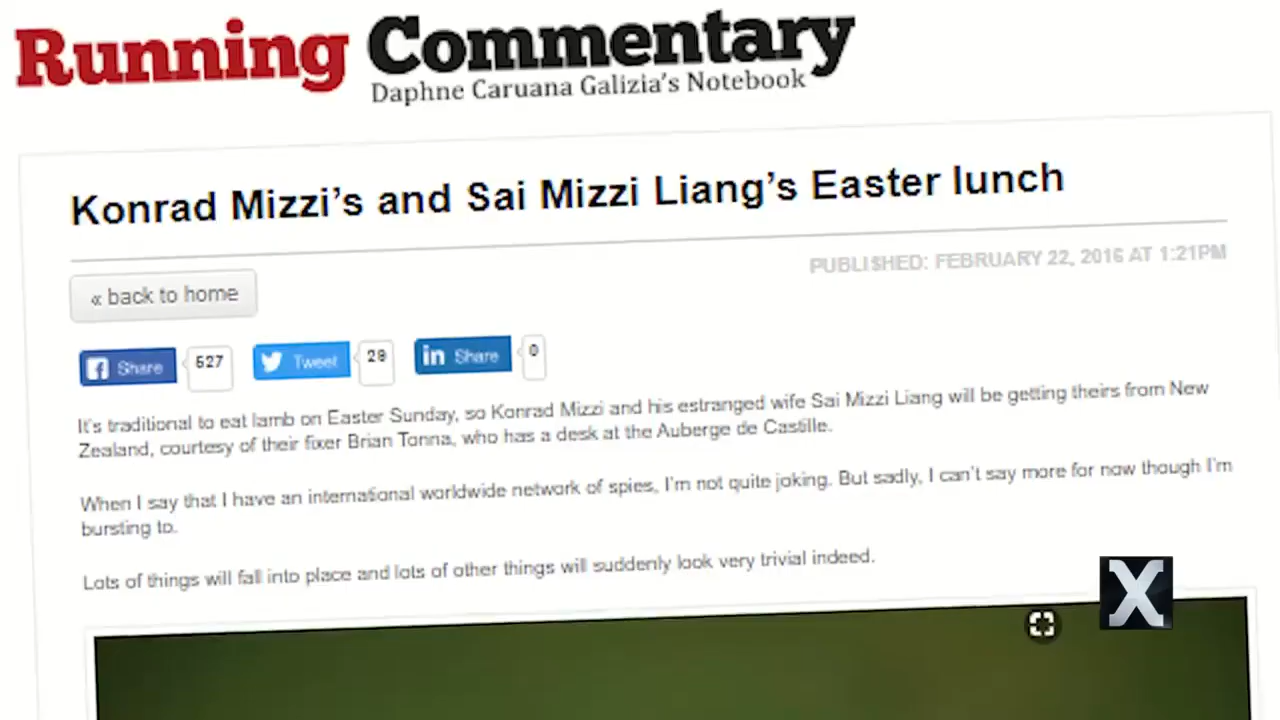 Running Commentary
Daphne Caruana Galizia's Notebook
Konrad Mizzi's and Sai Mizzi Liang's Easter lunch
PUBLISHED: FEBRUARY 22, 2016 AT 1:21PM
« back to home
Share 527 Tweet 29 in Share 0
It's traditional to eat lamb on Easter Sunday, so Konrad Mizzi and his estranged wife Sai Mizzi Liang will be getting theirs from New
Zealand, courtesy of their fixer Brian Tonna, who has a desk at the Auberge de Castille.
When I say that I have an international worldwide network of spies, I'm not quite joking. But sadly, I can't say more for now though I'm
bursting to.
Lots of things will fall into place and lots of other things will suddenly look very trivial indeed.
X